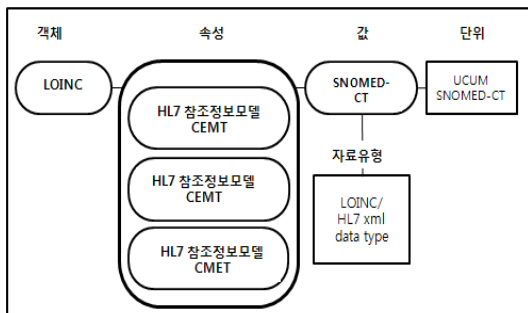 객체 속성 값 단위
LOINC
HL7 참조정보모델
CEMT
HL7 참조정보모델
CEMT
HL7 참조정보모델
CMET
SNOMED-
CT
UCUM
SNOMED-CT
자료유형
LOINC/
HL7 xml
data type